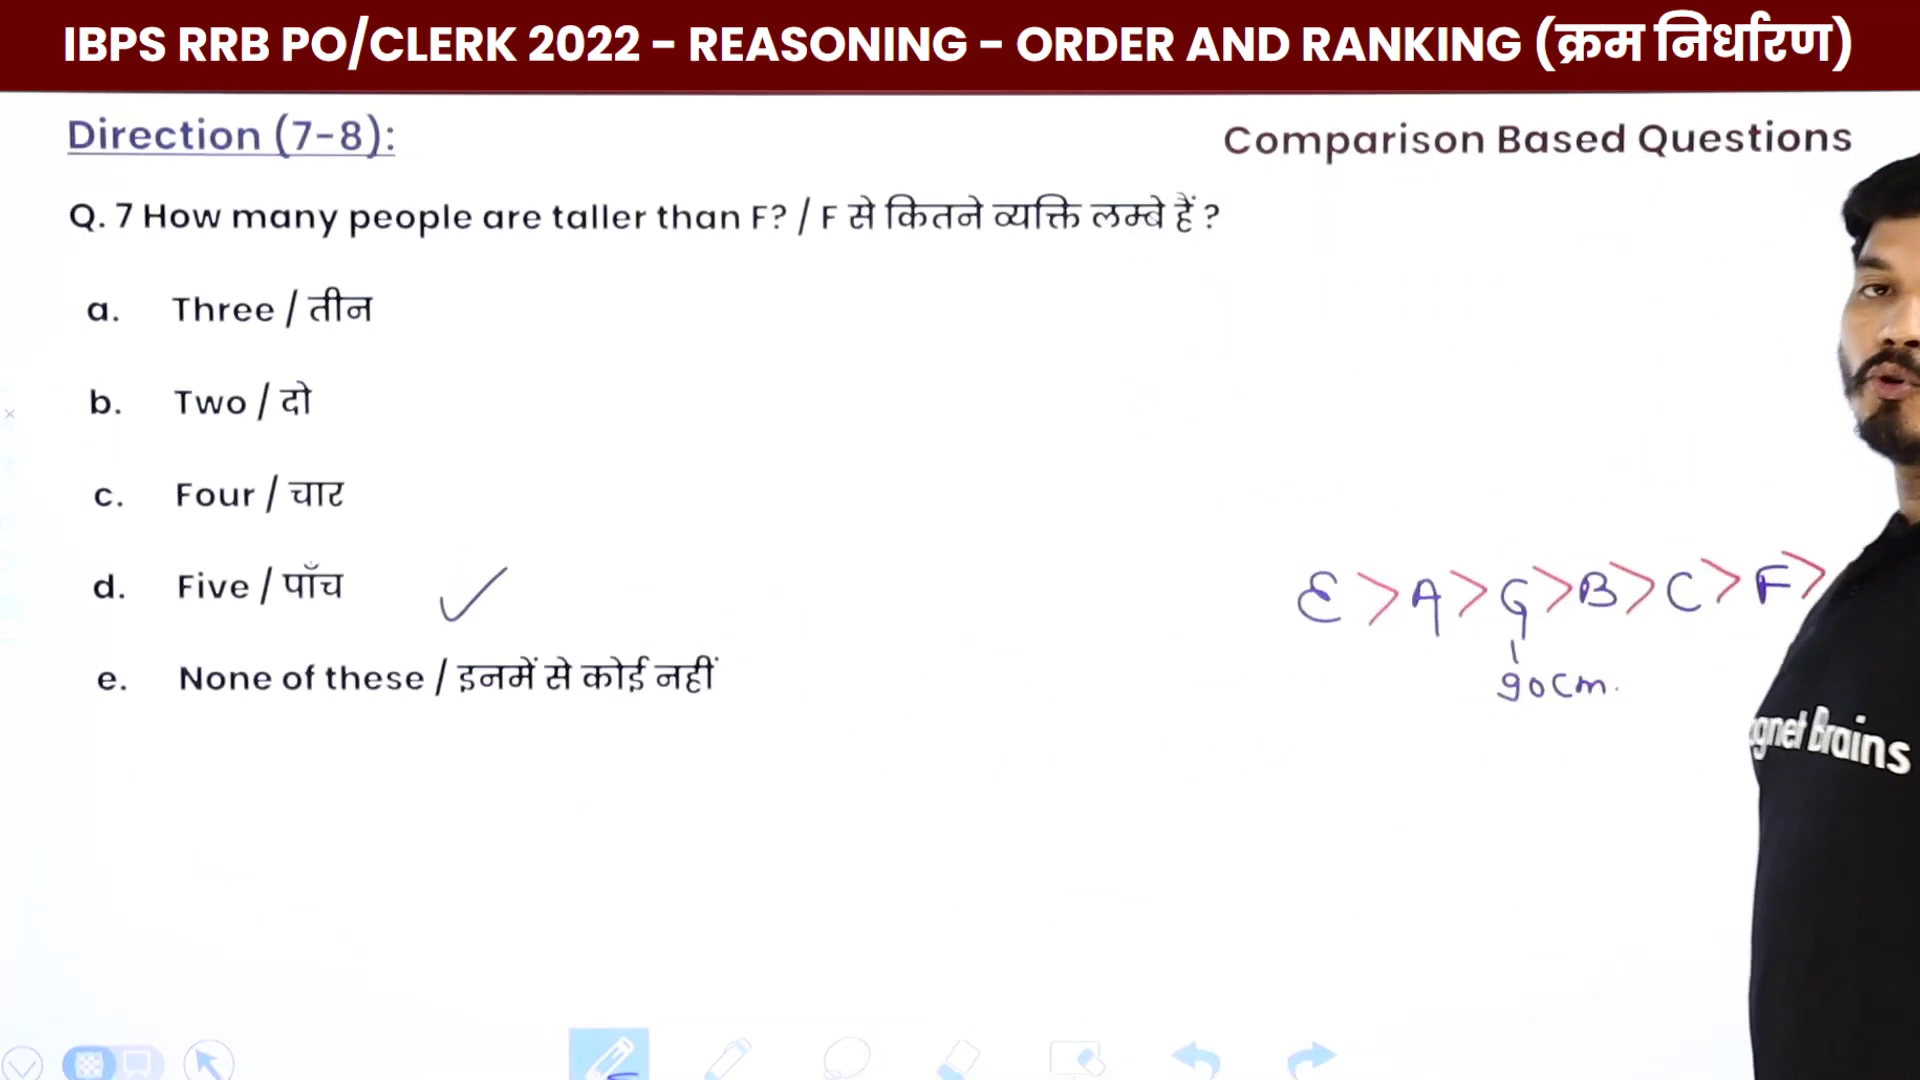 IBPS RRB PO/CLERK 2022 - REASONING - ORDER AND RANKING (क्रम निर्धारण)
Direction (7-8):
Comparison Based Questions
Q. 7 How many people are taller than F? / F से कितने व्यक्ति लम्बे हैं ?
a. Three / तीन
b. Two / दो
c. Four / चार
d. Five / पाँच
e. None of these / इनमें से कोई नहीं
E > A > G > B > C > F >
90cm.
gnet Brains